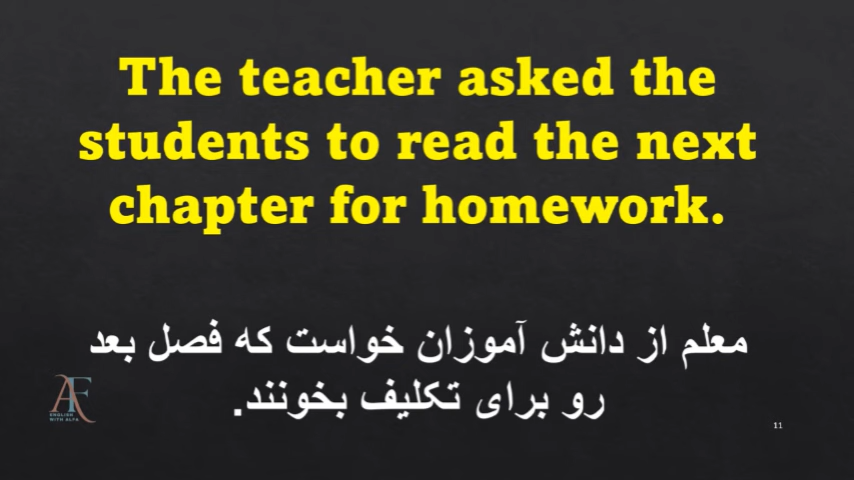 The teacher asked the
students to read the next
chapter for homework.
معلم از دانش آموزان خواست که فصل بعد
رو برای تکلیف بخونند.
AF
ENGLISH
WITH ALFA
11